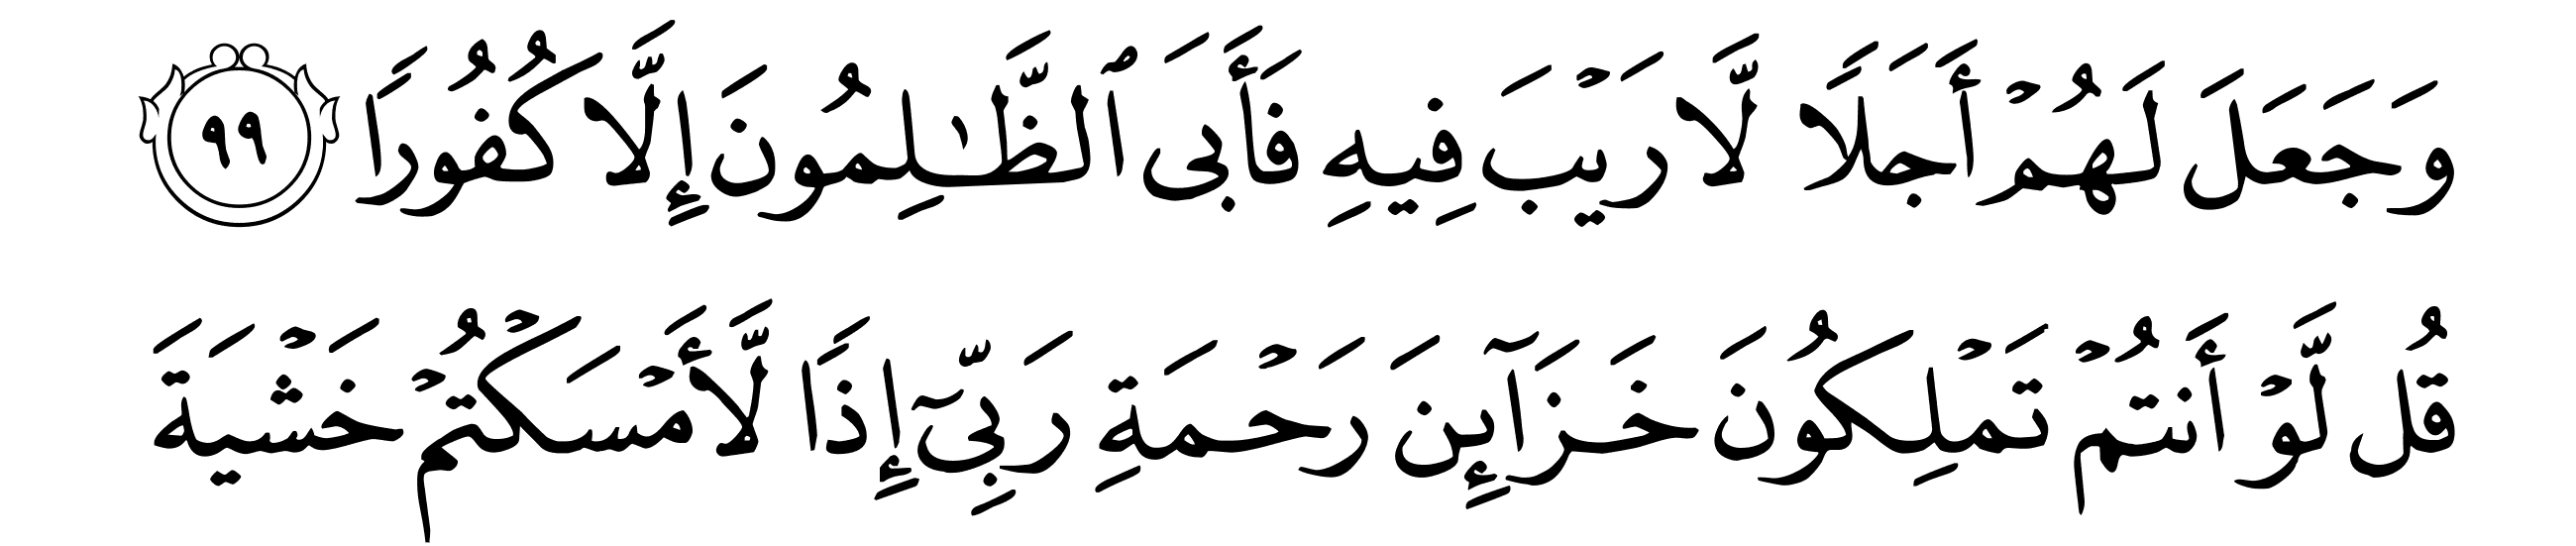 وَجَعَلَ لَهُمۡ أَجَلٗا لَّا رَيۡبَ فِيهِ فَأَبَى ٱلظَّـٰلِمُونَ إِلَّا كُفُورٗا ٩٩
قُل لَّوۡ أَنتُمۡ تَمۡلِكُونَ خَزَآئِنَ رَحۡمَةِ رَبِّيٓ إِذٗا لَّأَمۡسَكۡتُمۡ خَشۡيَةَ